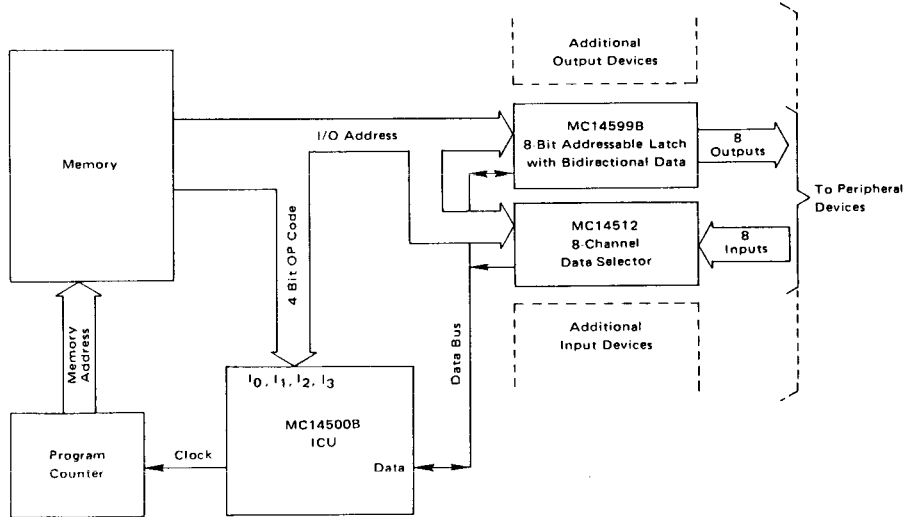 Additional
Output Devices
Memory
I/O Address
MC14599B
8-Bit Addressable Latch
with Bidirectional Data
8
Outputs
To Peripheral
Devices
MC14512
8-Channel
Data Selector
8
Inputs
4 Bit OP Code
Additional
Input Devices
Memory
Address
Data Bus
I0, I1, I2, I3
MC14500B
ICU
Program
Counter
Clock
Data